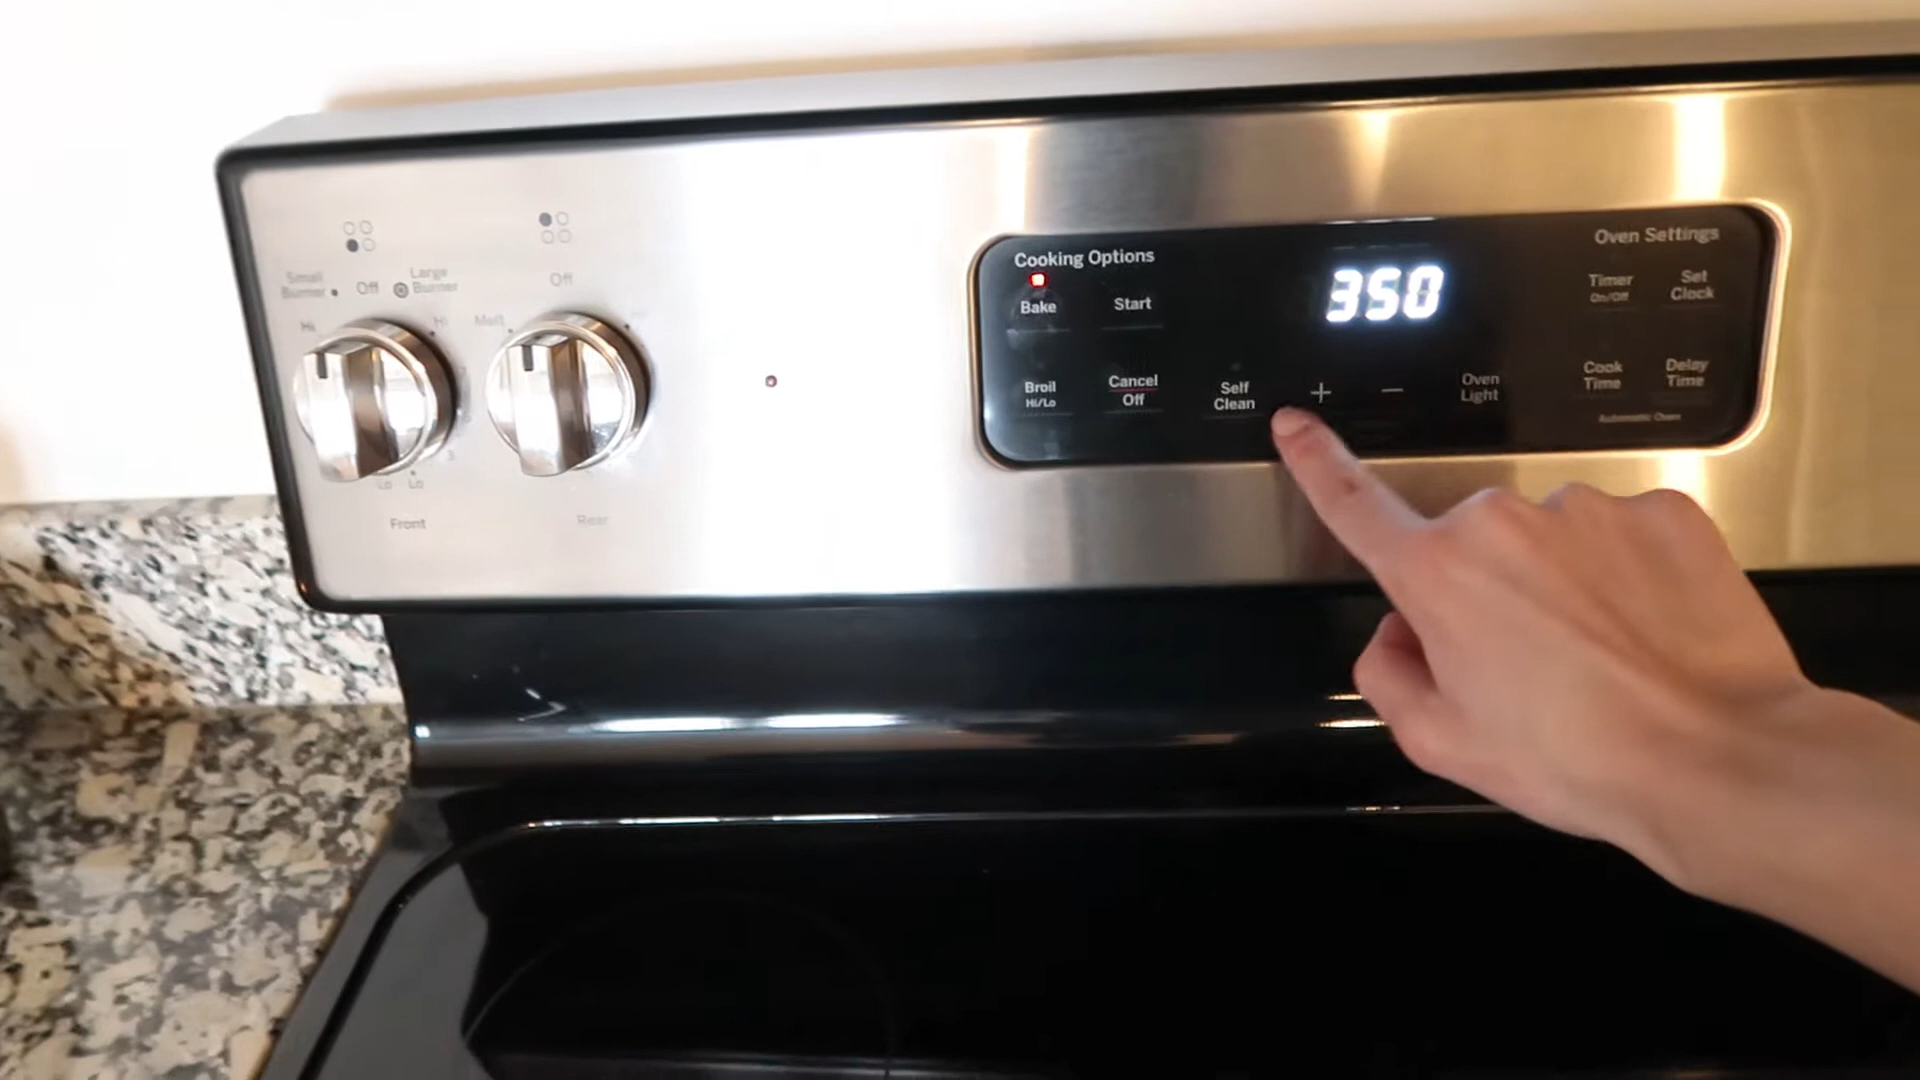 Small
Burner
Off
Large
Burner
Hi
Hi
Lo
Lo
Front
Off
Melt
Rear
Cooking Options
Bake
Start
Broil
Hi/Lo
Cancel
Off
350
Self
Clean
+
−
Oven
Light
Oven Settings
Timer
On/Off
Set
Clock
Cook
Time
Delay
Time
Automatic Oven